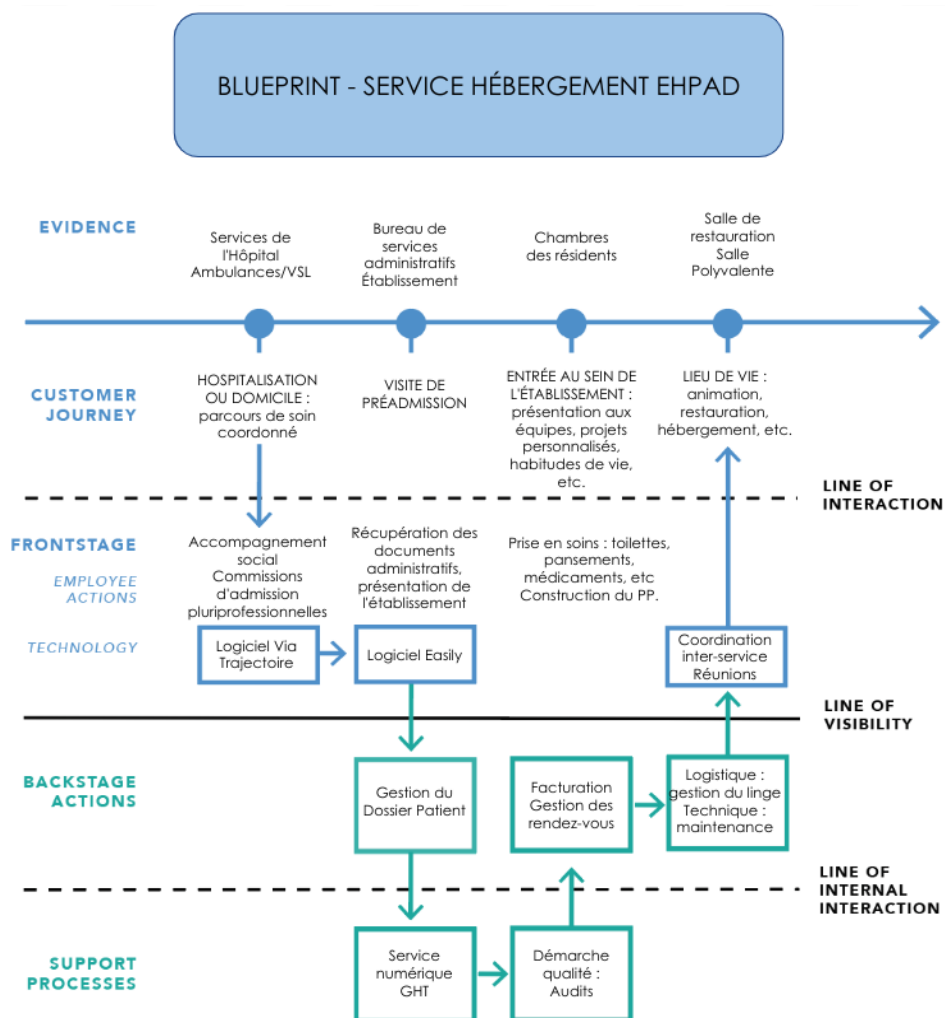 BLUEPRINT - SERVICE HÉBERGEMENT EHPAD
EVIDENCE
Services de
l'Hôpital
Ambulances/VSL
Bureau de
services
administratifs
Établissement
Chambres
des résidents
Salle de
restauration
Salle
Polyvalente
CUSTOMER
JOURNEY
HOSPITALISATION
OU DOMICILE :
parcours de soin
coordonné
VISITE DE
PRÉADMISSION
ENTRÉE AU SEIN DE
L'ÉTABLISSEMENT :
présentation aux
équipes, projets
personnalisés,
habitudes de vie,
etc.
LIEU DE VIE :
animation,
restauration,
hébergement, etc.
LINE OF
INTERACTION
FRONTSTAGE
EMPLOYEE
ACTIONS
Accompagnement
social
Commissions
d'admission
pluriprofessionnelles
Récupération des
documents
administratifs,
présentation de
l'établissement
Prise en soins : toilettes,
pansements,
médicaments, etc
Construction du PP.
TECHNOLOGY
Logiciel Via
Trajectoire
Logiciel Easily
Coordination
inter-service
Réunions
LINE OF
VISIBILITY
BACKSTAGE
ACTIONS
Gestion du
Dossier Patient
Facturation
Gestion des
rendez-vous
Logistique :
gestion du linge
Technique :
maintenance
LINE OF
INTERNAL
INTERACTION
SUPPORT
PROCESSES
Service
numérique
GHT
Démarche
qualité :
Audits